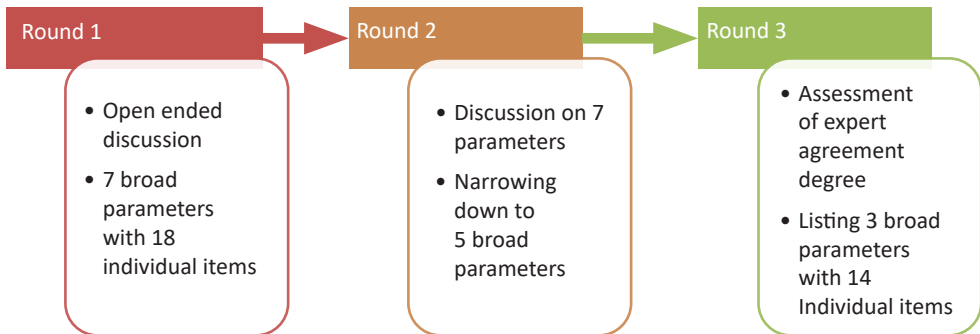 Round 1
• Open ended
discussion
• 7 broad
parameters
with 18
individual items
Round 2
• Discussion on 7
parameters
• Narrowing
down to
5 broad
parameters
Round 3
• Assessment
of expert
agreement
degree
• Listing 3 broad
parameters
with 14
Individual items